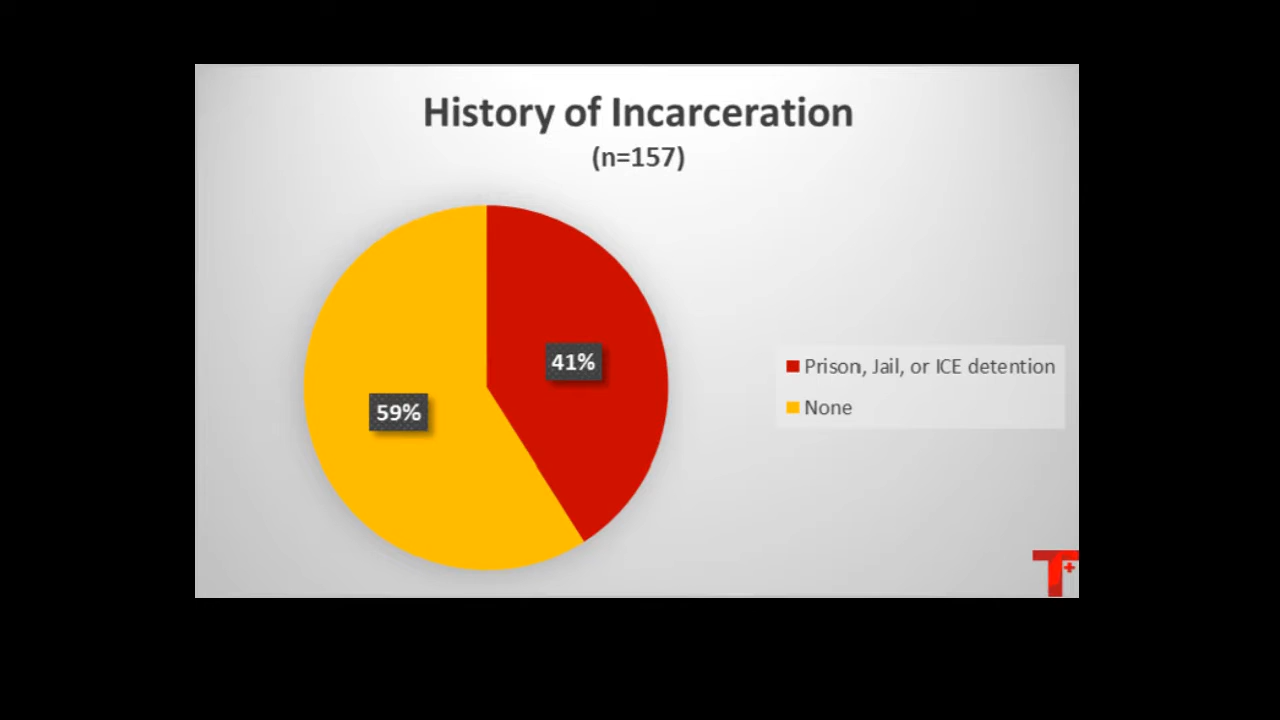 History of Incarceration
(n=157)
41%
59%
Prison, Jail, or ICE detention
None
T+